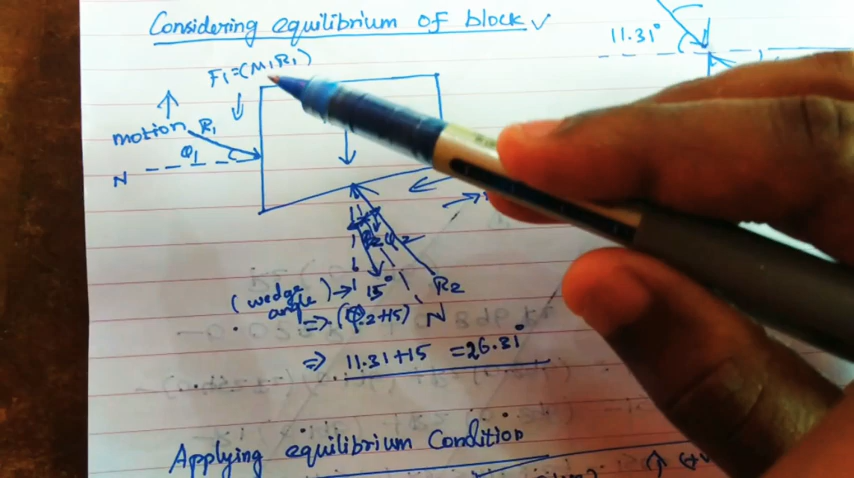 Considering equilibrium of block ✓
11.31°
F1=(M1R1)
motion R1
φ1
N
R2
(wedge angle) → 15°
N
=> (φ2+15)
=> 11.31+15 = 26.31°
Applying equilibrium Condition